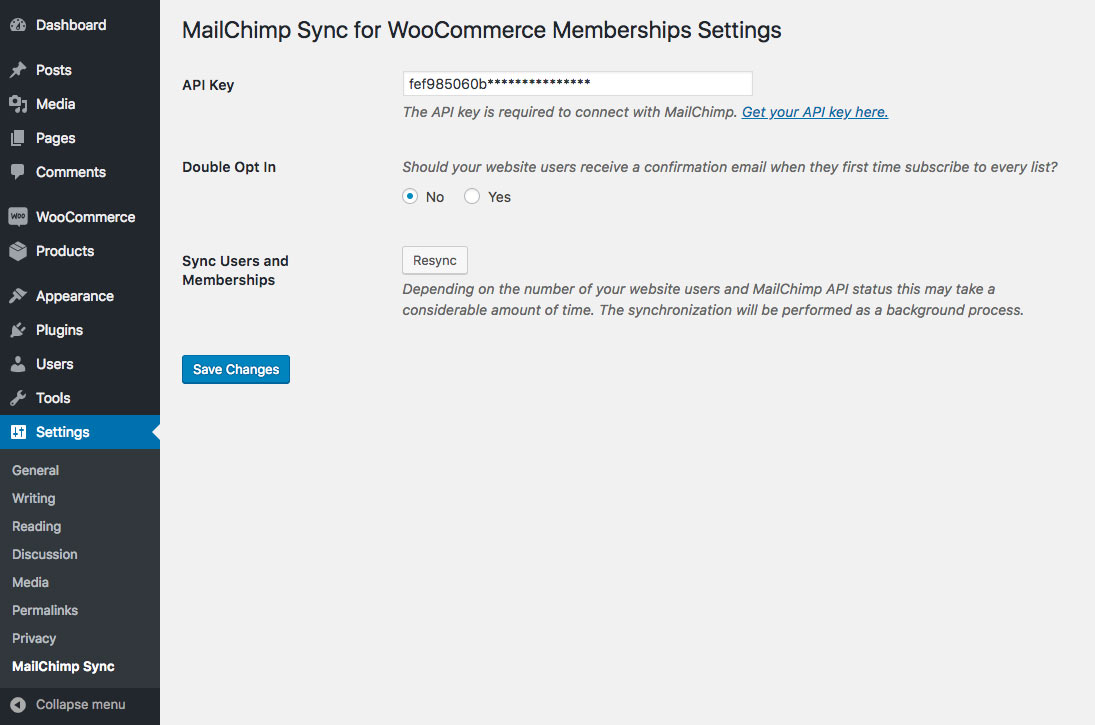 Dashboard
Posts
Media
Pages
Comments
WOO WooCommerce
Products
Appearance
Plugins
Users
Tools
Settings
General
Writing
Reading
Discussion
Media
Permalinks
Privacy
MailChimp Sync
Collapse menu
MailChimp Sync for WooCommerce Memberships Settings
API Key
fef985060b***************
The API key is required to connect with MailChimp. Get your API key here.
Double Opt In
Should your website users receive a confirmation email when they first time subscribe to every list?
No Yes
Sync Users and
Memberships
Resync
Depending on the number of your website users and MailChimp API status this may take a
considerable amount of time. The synchronization will be performed as a background process.
Save Changes